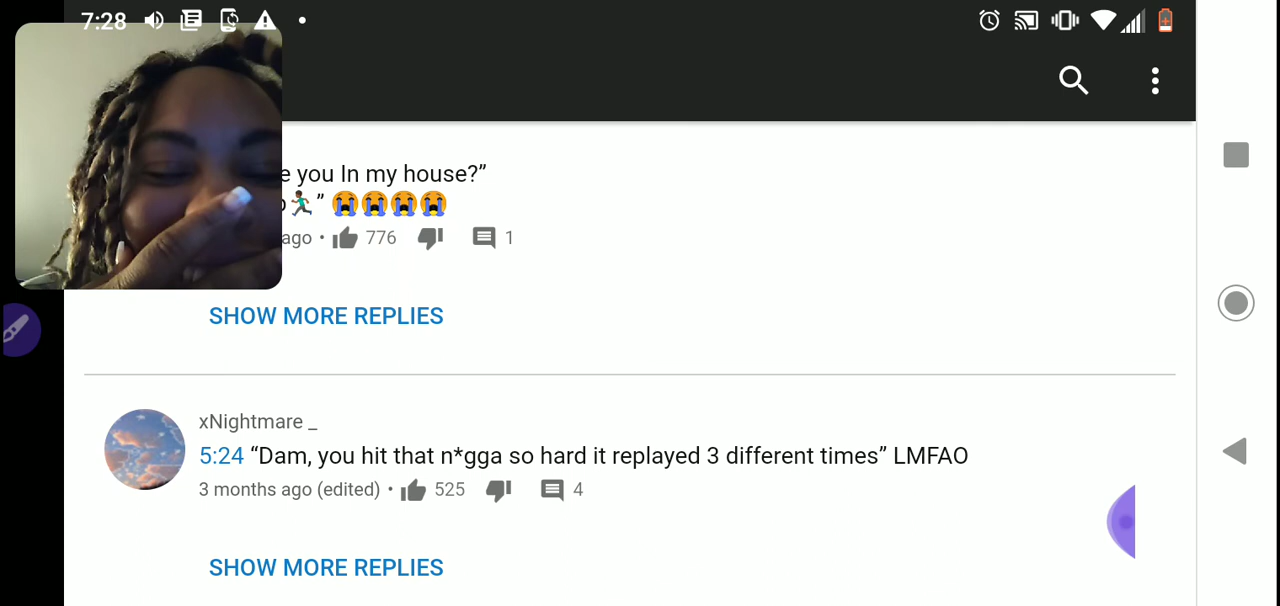 7:28
you In my house?”
🏃🏾‍♂️” 😭😭😭😭
ago • 776 1
SHOW MORE REPLIES
xNightmare _
5:24 “Dam, you hit that n*gga so hard it replayed 3 different times” LMFAO
3 months ago (edited) • 525 4
SHOW MORE REPLIES